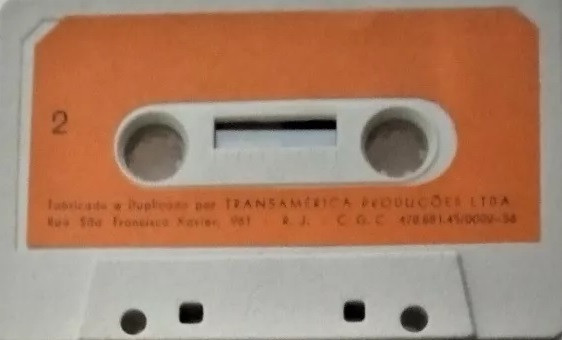 2
Fabricado e Duplicado por TRANSAMÉRICA PRODUÇÕES LTDA
Rua São Francisco Xavier, 961 - R. J. - C. G. C.